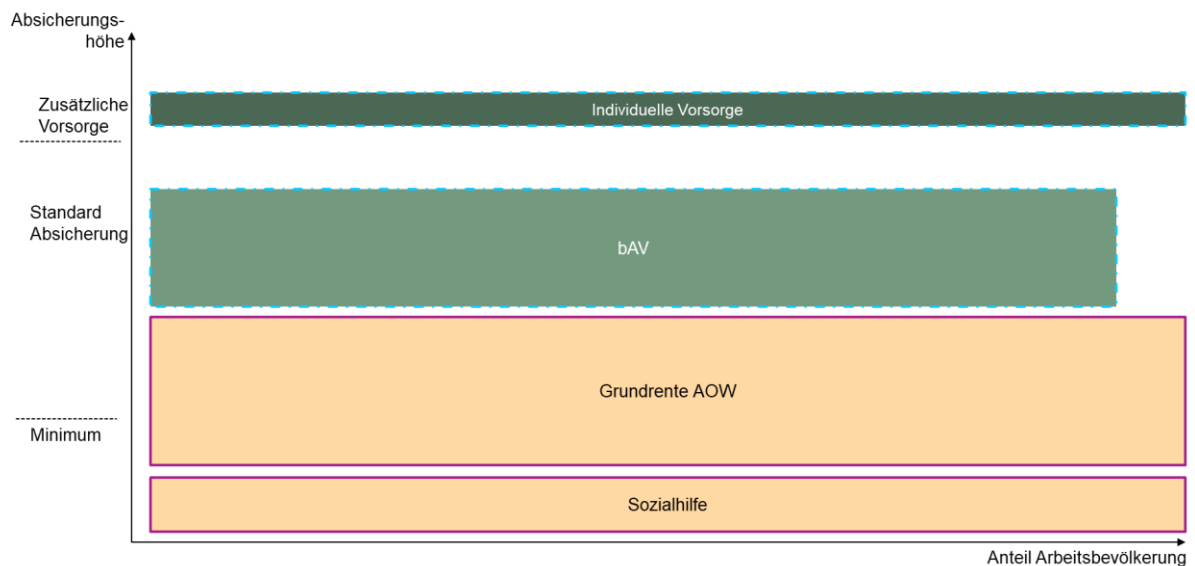 Absicherungs-
höhe
Zusätzliche
Vorsorge
Individuelle Vorsorge
Standard
Absicherung
bAV
Grundrente AOW
Minimum
Sozialhilfe
Anteil Arbeitsbevölkerung